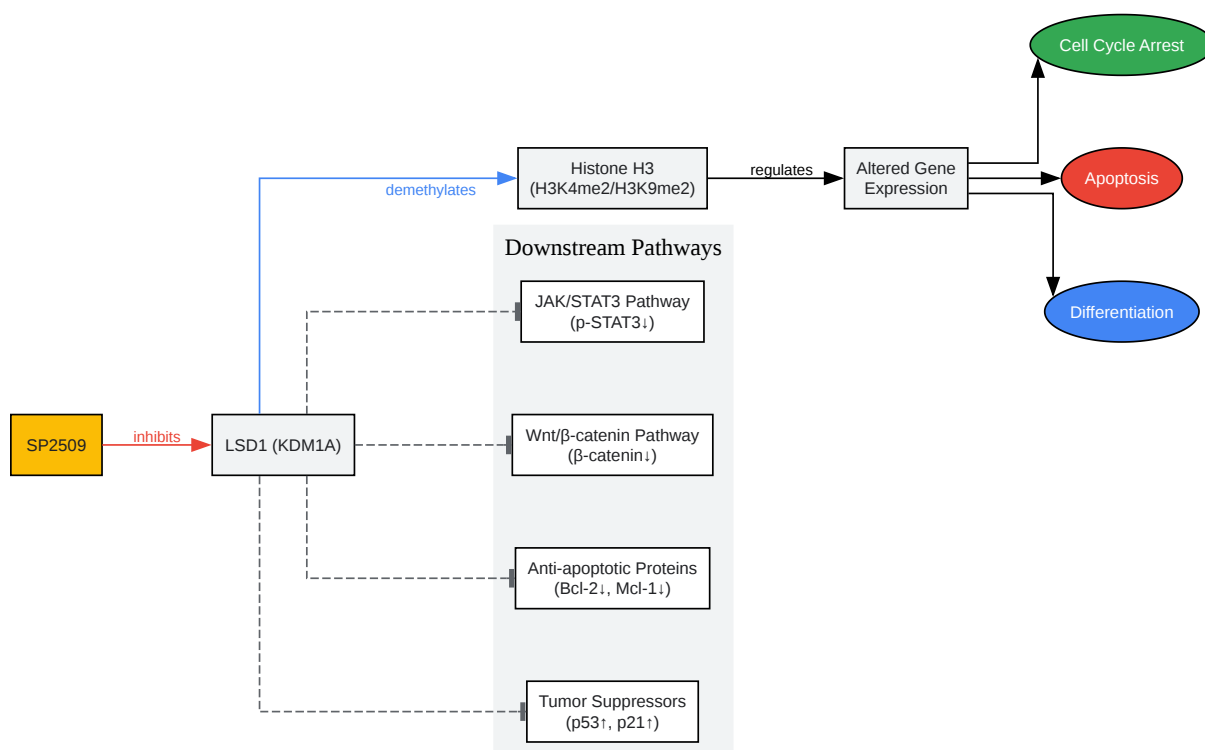 Cell Cycle Arrest
Histone H3
(H3K4me2/H3K9me2)
regulates
Altered Gene
Expression
Apoptosis
demethylates
Downstream Pathways
JAK/STAT3 Pathway
(p-STAT3↓)
Differentiation
SP2509
inhibits
LSD1 (KDM1A)
Wnt/β-catenin Pathway
(β-catenin↓)
Anti-apoptotic Proteins
(Bcl-2↓, Mcl-1↓)
Tumor Suppressors
(p53↑, p21↑)